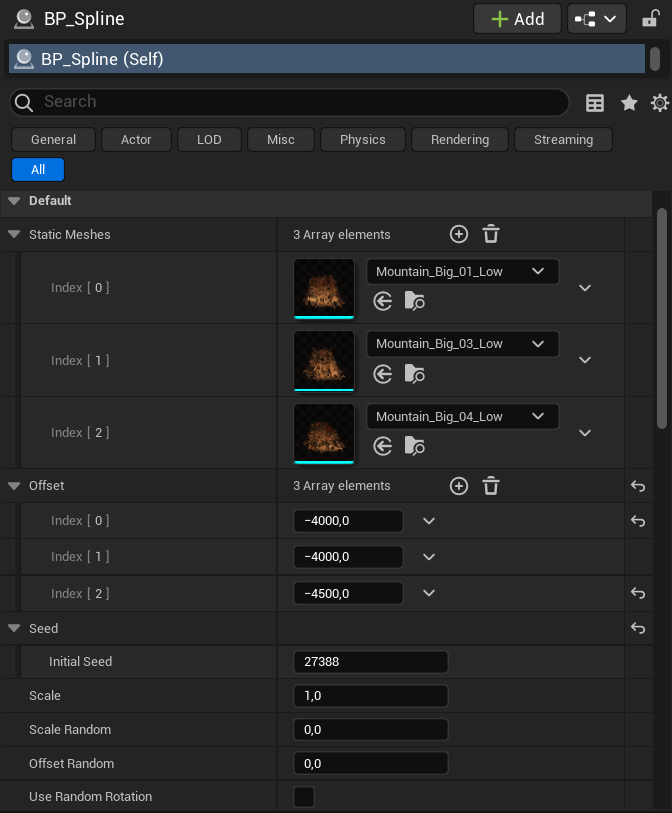 BP_Spline
Add
BP_Spline (Self)
Search
General Actor LOD Misc Physics Rendering Streaming
All
Default
Static Meshes 3 Array elements
Index [ 0 ] Mountain_Big_01_Low
Index [ 1 ] Mountain_Big_03_Low
Index [ 2 ] Mountain_Big_04_Low
Offset 3 Array elements
Index [ 0 ] -4000,0
Index [ 1 ] -4000,0
Index [ 2 ] -4500,0
Seed
Initial Seed 27388
Scale 1,0
Scale Random 0,0
Offset Random 0,0
Use Random Rotation